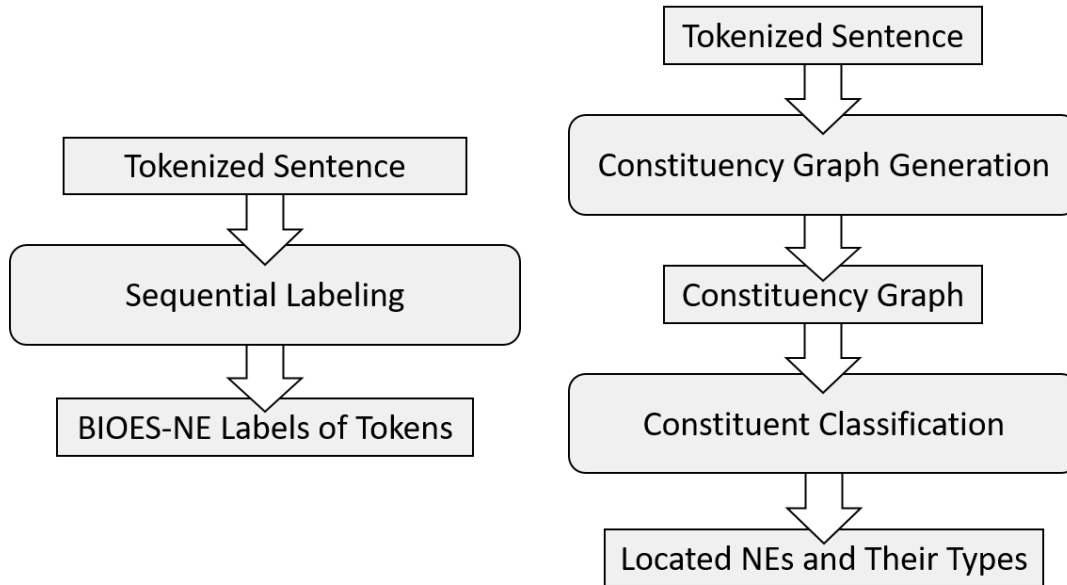 Tokenized Sentence
Sequential Labeling
BIOES-NE Labels of Tokens
Tokenized Sentence
Constituency Graph Generation
Constituency Graph
Constituent Classification
Located NEs and Their Types